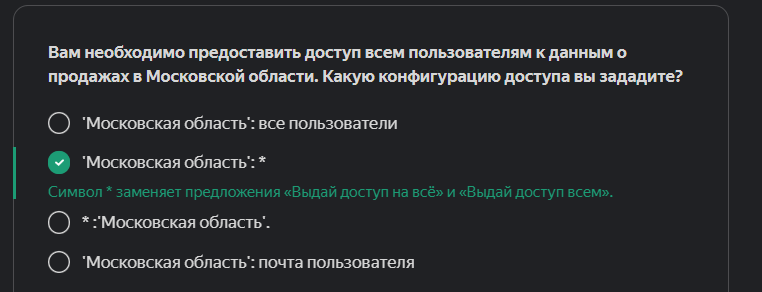 Вам необходимо предоставить доступ всем пользователям к данным о
продажах в Московской области. Какую конфигурацию доступа вы зададите?
'Московская область': все пользователи
'Московская область': *
Символ * заменяет предложения «Выдай доступ на всё» и «Выдай доступ всем».
* :'Московская область'.
'Московская область': почта пользователя